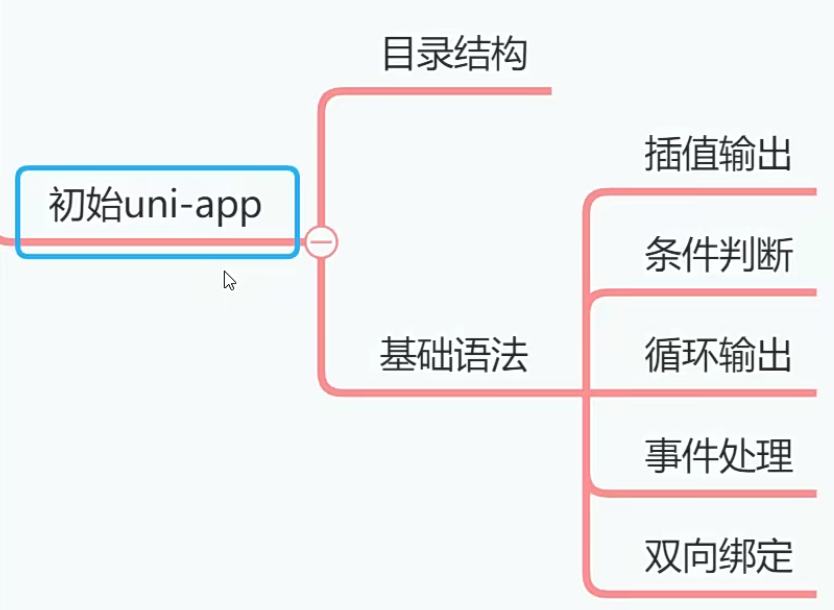 目录结构
插值输出
初始uni-app
条件判断
基础语法
循环输出
事件处理
双向绑定